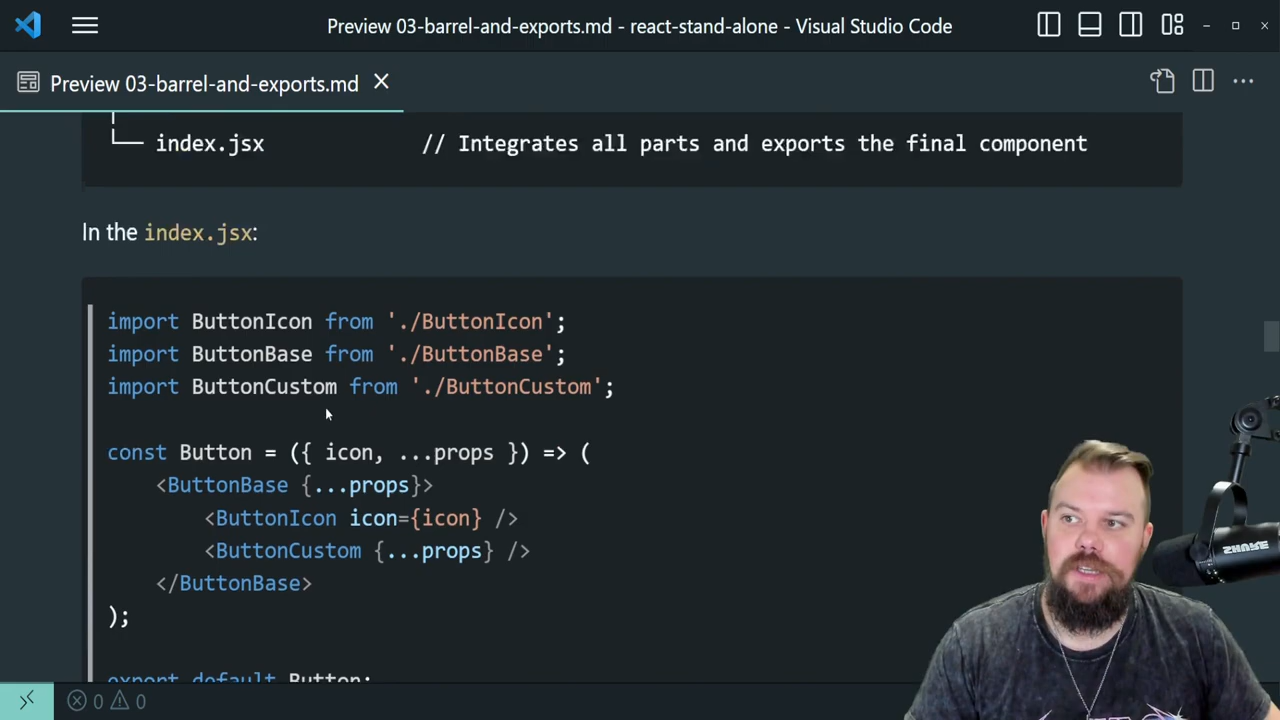 Preview 03-barrel-and-exports.md - react-stand-alone - Visual Studio Code
Preview 03-barrel-and-exports.md
└── index.jsx // Integrates all parts and exports the final component
In the index.jsx:
import ButtonIcon from './ButtonIcon';
import ButtonBase from './ButtonBase';
import ButtonCustom from './ButtonCustom';
const Button = ({ icon, ...props }) => (
<ButtonBase {...props}>
<ButtonIcon icon={icon} />
<ButtonCustom {...props} />
</ButtonBase>
);
export default Button;
0 0
SHURE